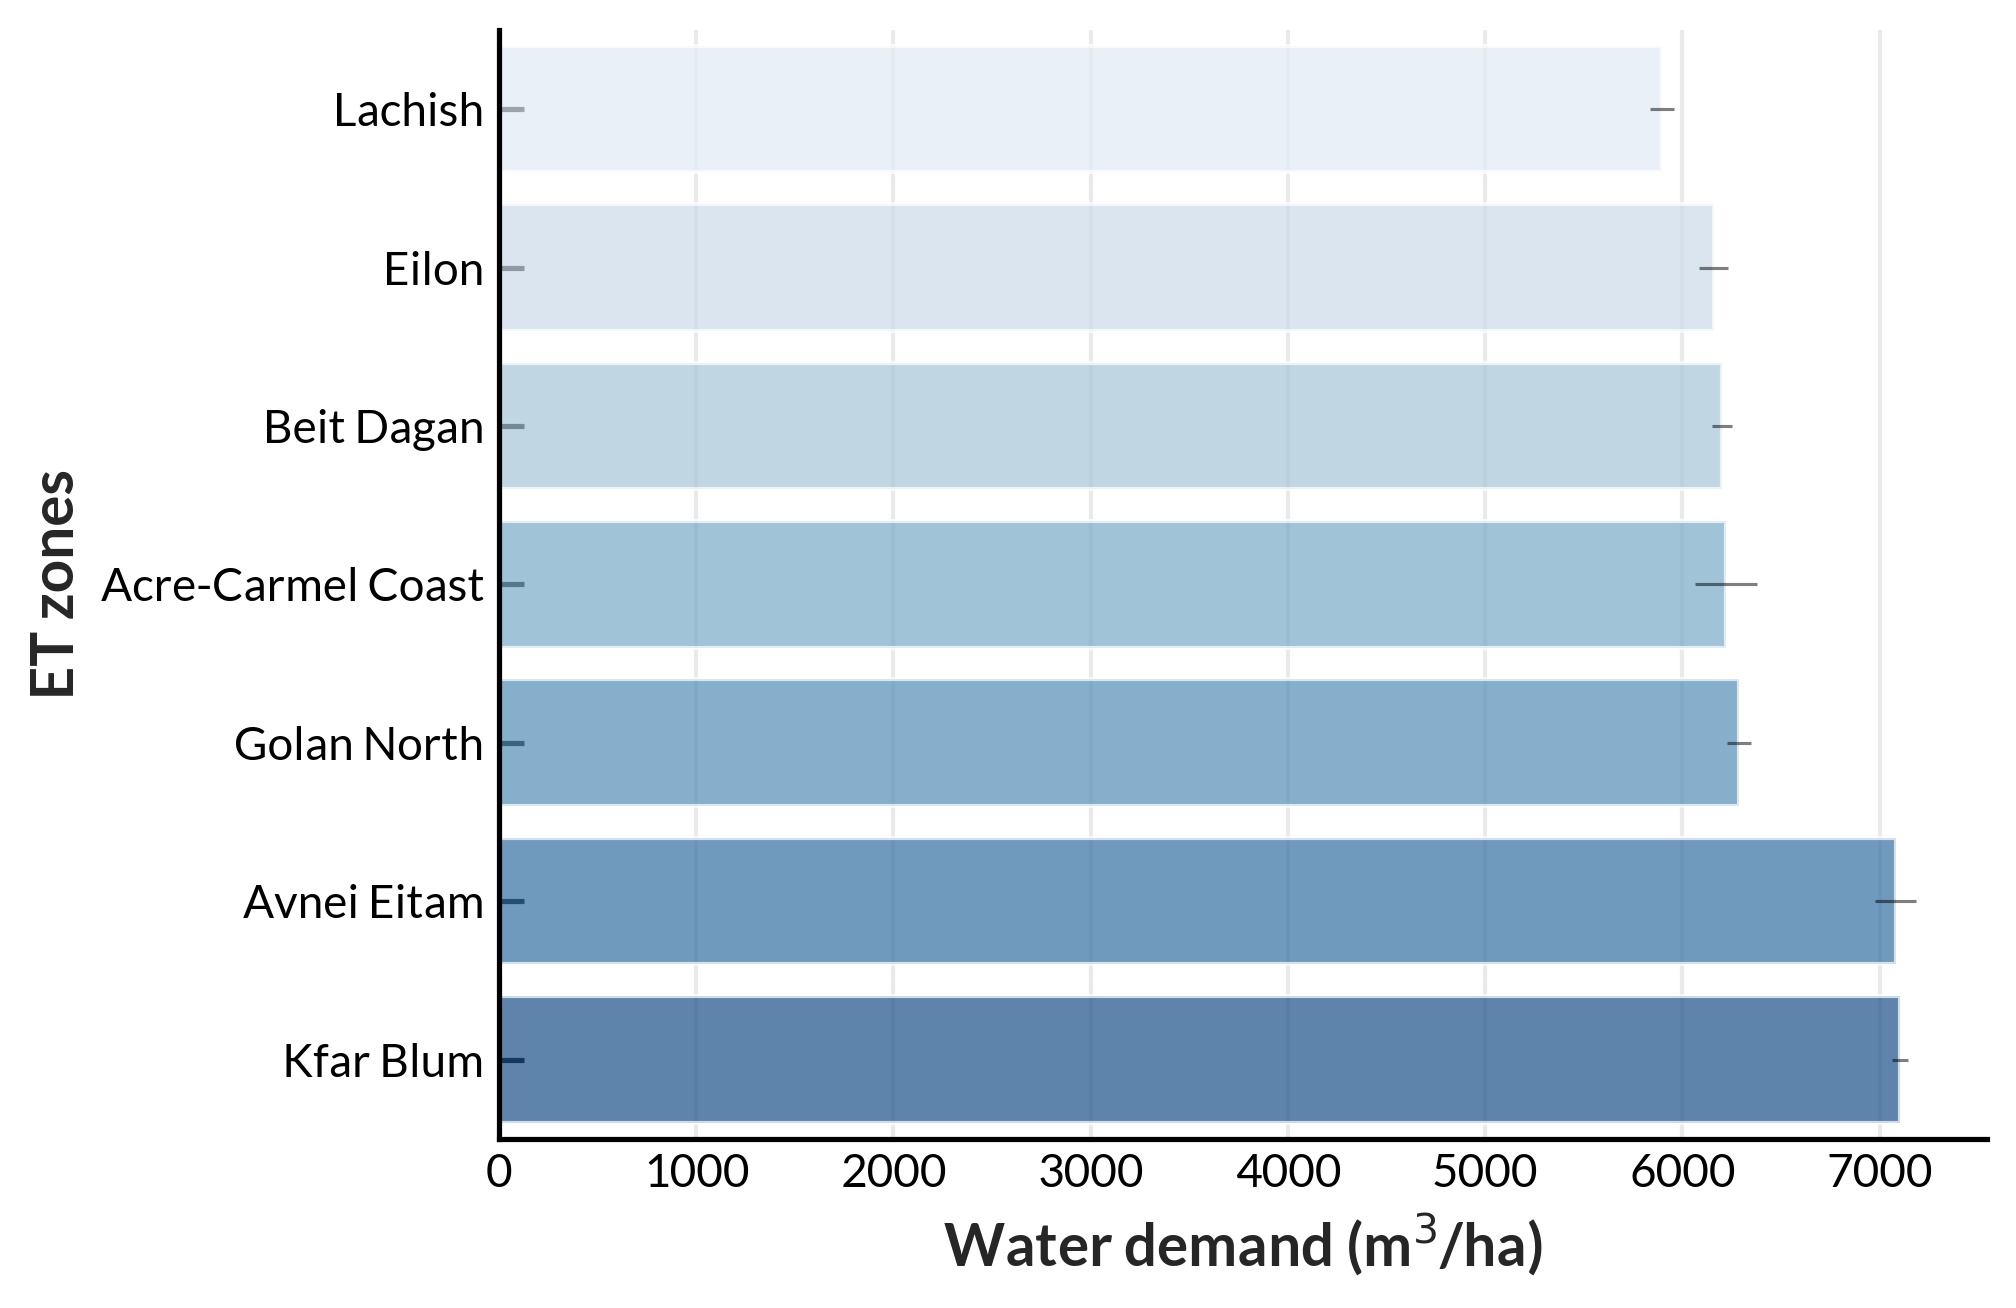 Lachish
Eilon
Beit Dagan
Acre-Carmel Coast
Golan North
Avnei Eitam
Kfar Blum
ET zones
0 1000 2000 3000 4000 5000 6000 7000
Water demand (m³/ha)